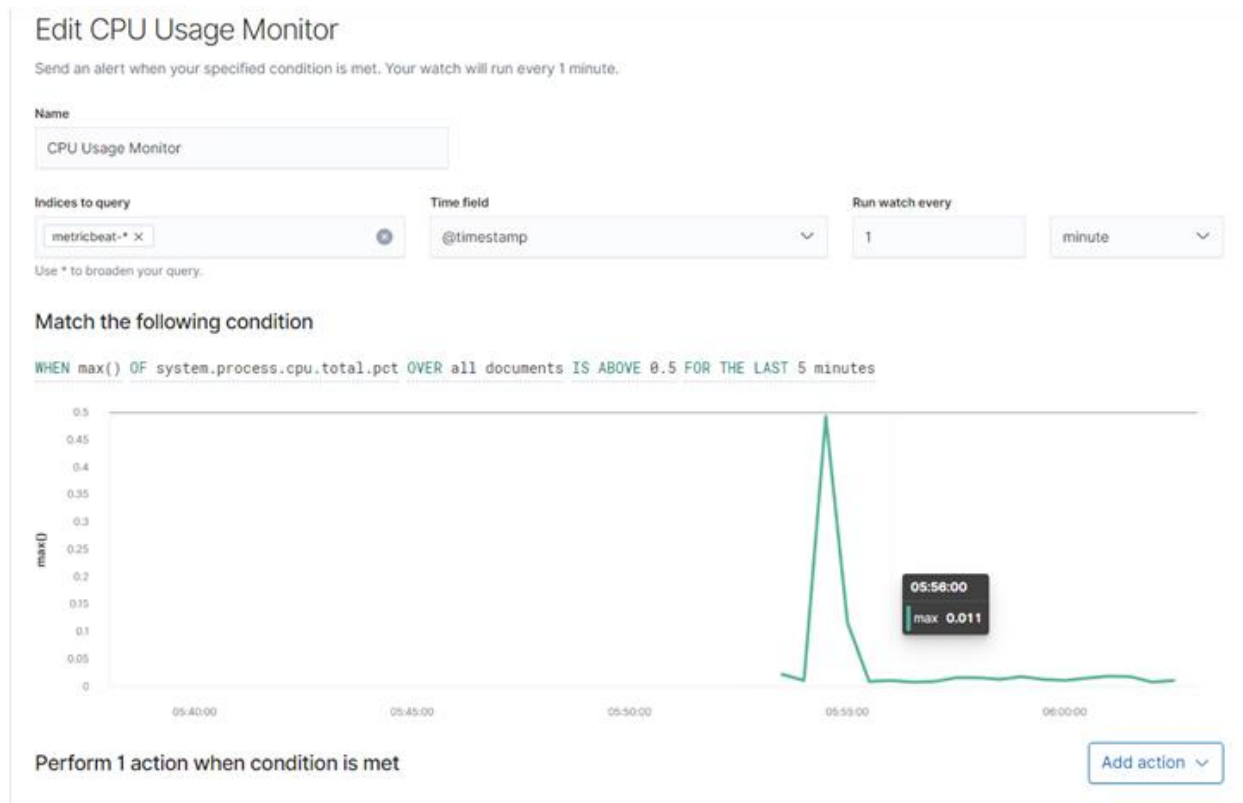 Edit CPU Usage Monitor
Send an alert when your specified condition is met. Your watch will run every 1 minute.
Name
CPU Usage Monitor
Indices to query
Time field
Run watch every
metricbeat-* ×
@timestamp
1
minute
Use * to broaden your query.
Match the following condition
WHEN max() OF system.process.cpu.total.pct OVER all documents IS ABOVE 0.5 FOR THE LAST 5 minutes
0.5
0.45
0.4
0.35
0.3
0.25
0.2
0.15
0.1
0.05
0
max()
05:56:00
max 0.011
05:40:00
05:45:00
05:50:00
05:55:00
06:00:00
Perform 1 action when condition is met
Add action